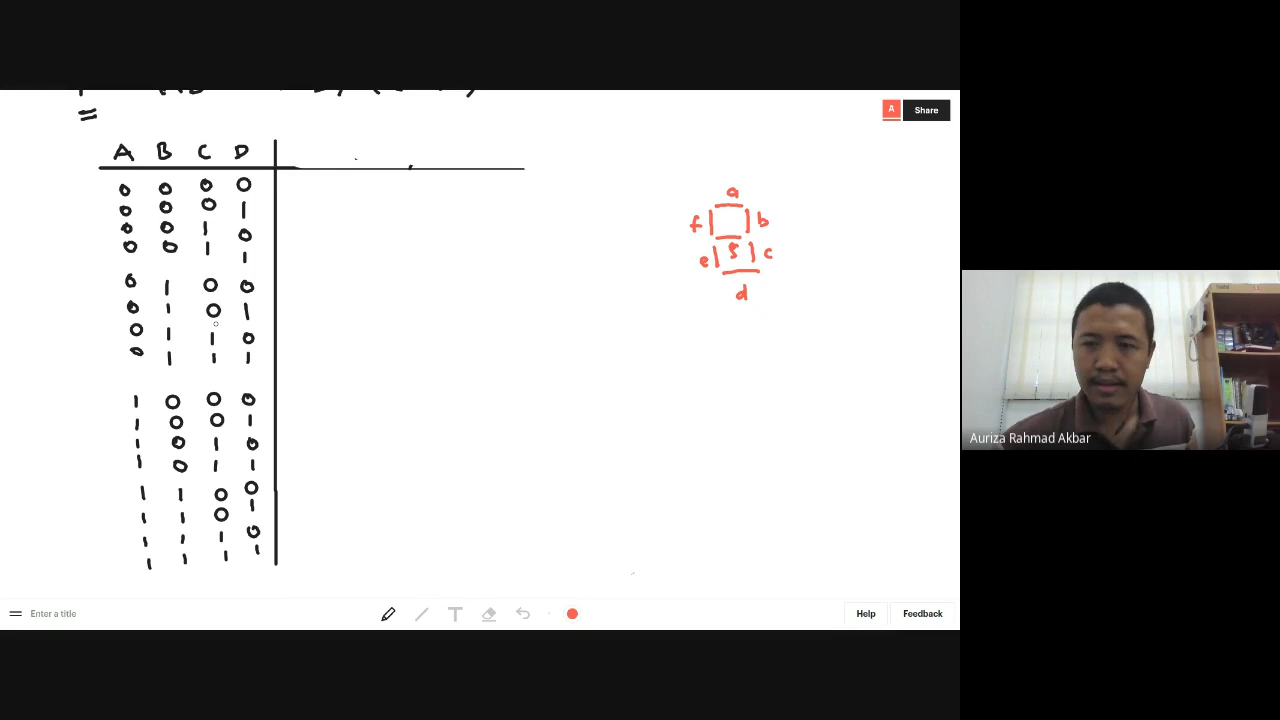 =
A Share
A B C D
0 0 0 0
0 0 0 1
0 0 1 0
0 0 1 1
0 1 0 0
0 1 0 1
0 1 1 0
0 1 1 1
1 0 0 0
1 0 0 1
1 0 1 0
1 0 1 1
1 1 0 0
1 1 0 1
1 1 1 0
1 1 1 1
a
f b
e g c
d
Auriza Rahmad Akbar
Enter a title
T
Help Feedback